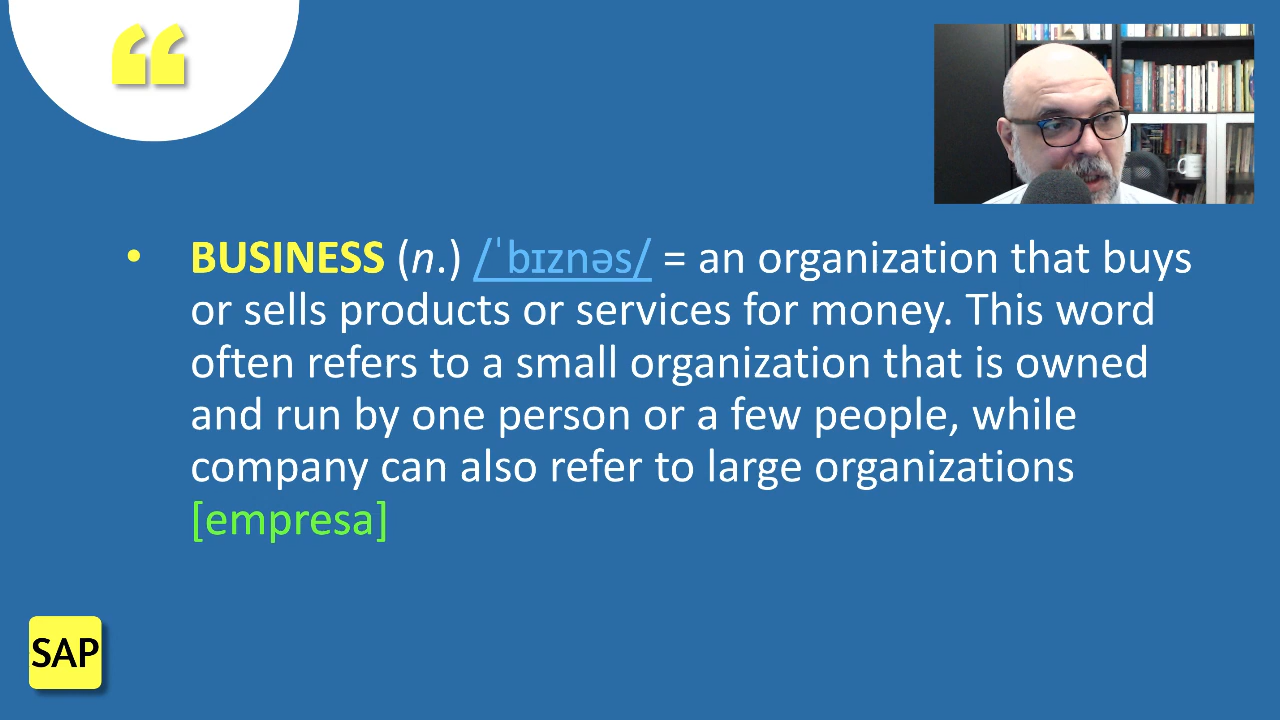 “
• BUSINESS (n.) /ˈbɪznəs/ = an organization that buys
or sells products or services for money. This word
often refers to a small organization that is owned
and run by one person or a few people, while
company can also refer to large organizations
[empresa]
SAP